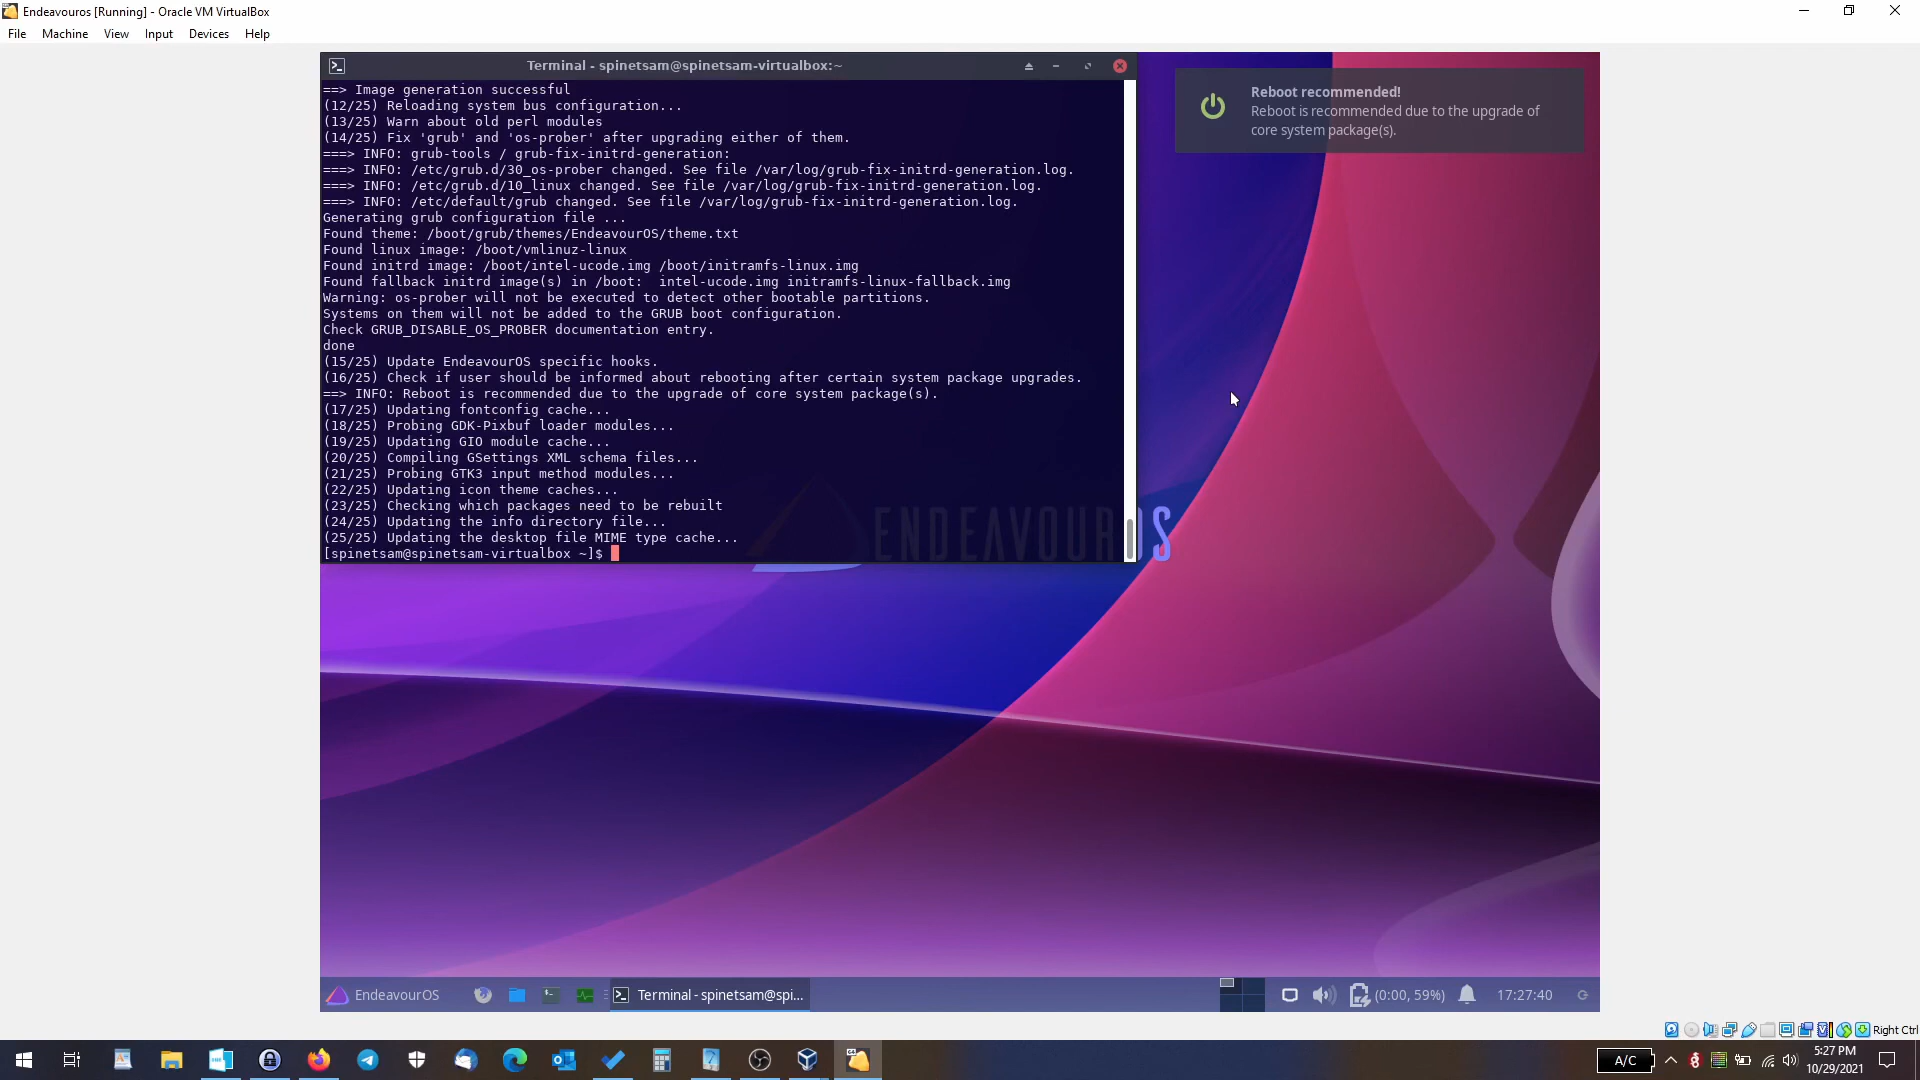 Endeavouros [Running] - Oracle VM VirtualBox
File Machine View Input Devices Help
Terminal - spinetsam@spinetsam-virtualbox:~
==> Image generation successful
(12/25) Reloading system bus configuration...
(13/25) Warn about old perl modules
(14/25) Fix 'grub' and 'os-prober' after upgrading either of them.
===> INFO: grub-tools / grub-fix-initrd-generation:
===> INFO: /etc/grub.d/30_os-prober changed. See file /var/log/grub-fix-initrd-generation.log.
===> INFO: /etc/grub.d/10_linux changed. See file /var/log/grub-fix-initrd-generation.log.
===> INFO: /etc/default/grub changed. See file /var/log/grub-fix-initrd-generation.log.
Generating grub configuration file ...
Found theme: /boot/grub/themes/EndeavourOS/theme.txt
Found linux image: /boot/vmlinuz-linux
Found initrd image: /boot/intel-ucode.img /boot/initramfs-linux.img
Found fallback initrd image(s) in /boot:  intel-ucode.img initramfs-linux-fallback.img
Warning: os-prober will not be executed to detect other bootable partitions.
Systems on them will not be added to the GRUB boot configuration.
Check GRUB_DISABLE_OS_PROBER documentation entry.
done
(15/25) Update EndeavourOS specific hooks.
(16/25) Check if user should be informed about rebooting after certain system package upgrades.
==> INFO: Reboot is recommended due to the upgrade of core system package(s).
(17/25) Updating fontconfig cache...
(18/25) Probing GDK-Pixbuf loader modules...
(19/25) Updating GIO module cache...
(20/25) Compiling GSettings XML schema files...
(21/25) Probing GTK3 input method modules...
(22/25) Updating icon theme caches...
(23/25) Checking which packages need to be rebuilt
(24/25) Updating the info directory file...
(25/25) Updating the desktop file MIME type cache...
[spinetsam@spinetsam-virtualbox ~]$
Reboot recommended!
Reboot is recommended due to the upgrade of
core system package(s).
ENDEAVOUROS
EndeavourOS
Terminal - spinetsam@spi...
(0:00, 59%)
17:27:40
Right Ctrl
A/C
5:27 PM
10/29/2021